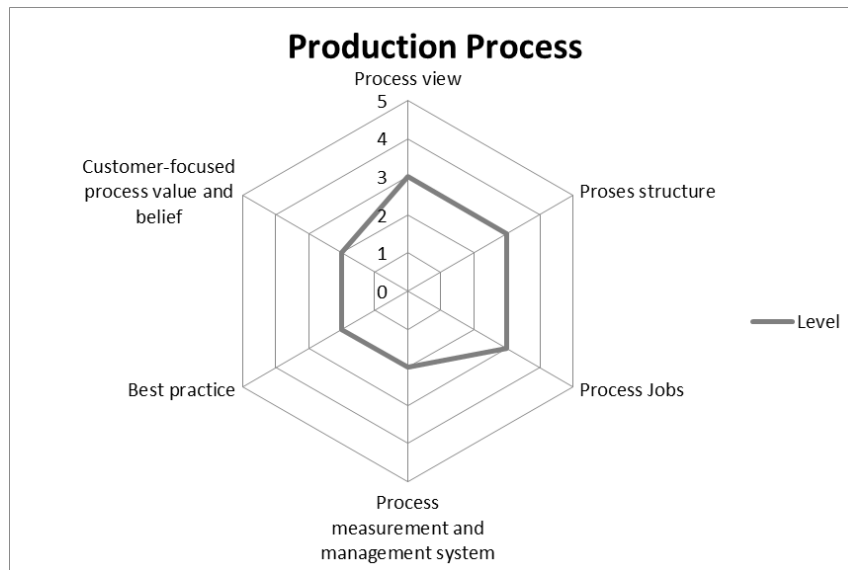 Production Process
Process view
5
4
3
2
1
0
Customer-focused
process value and
belief
Proses structure
Level
Best practice
Process Jobs
Process
measurement and
management system